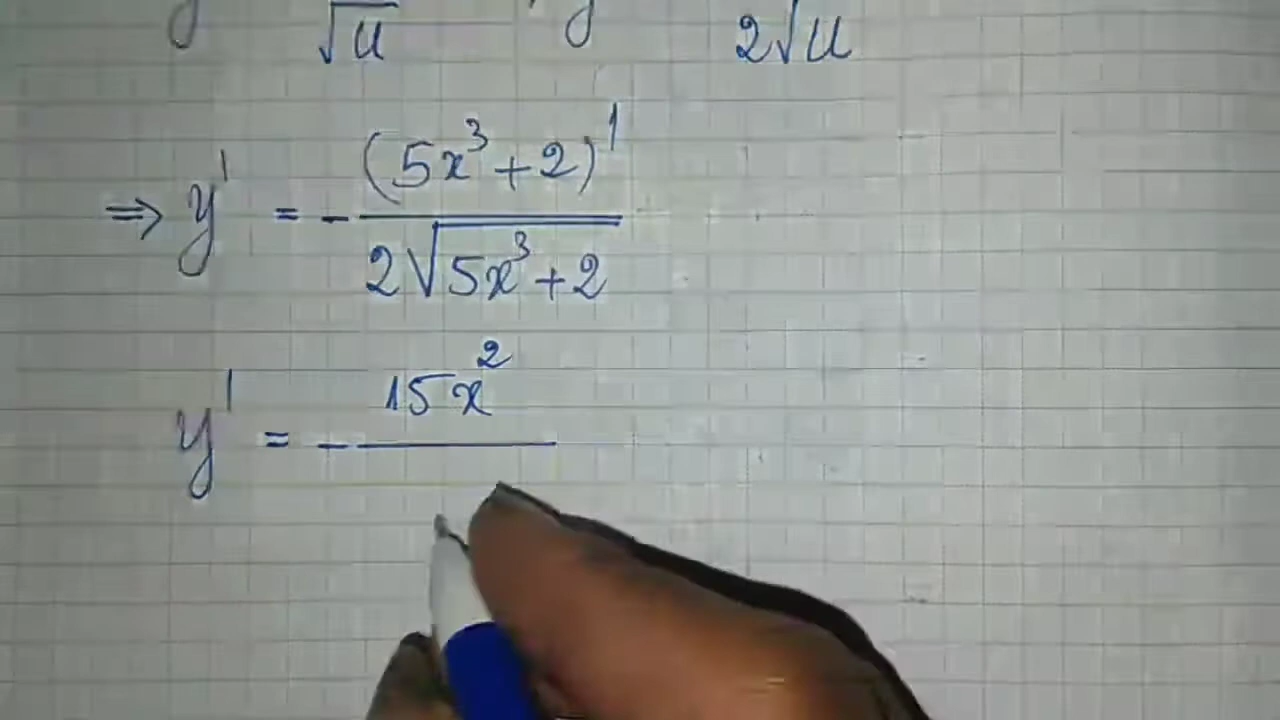 y √u y 2√u
⇒ y' = - (5x³+2)' / 2√5x³+2
y' = - 15x² /